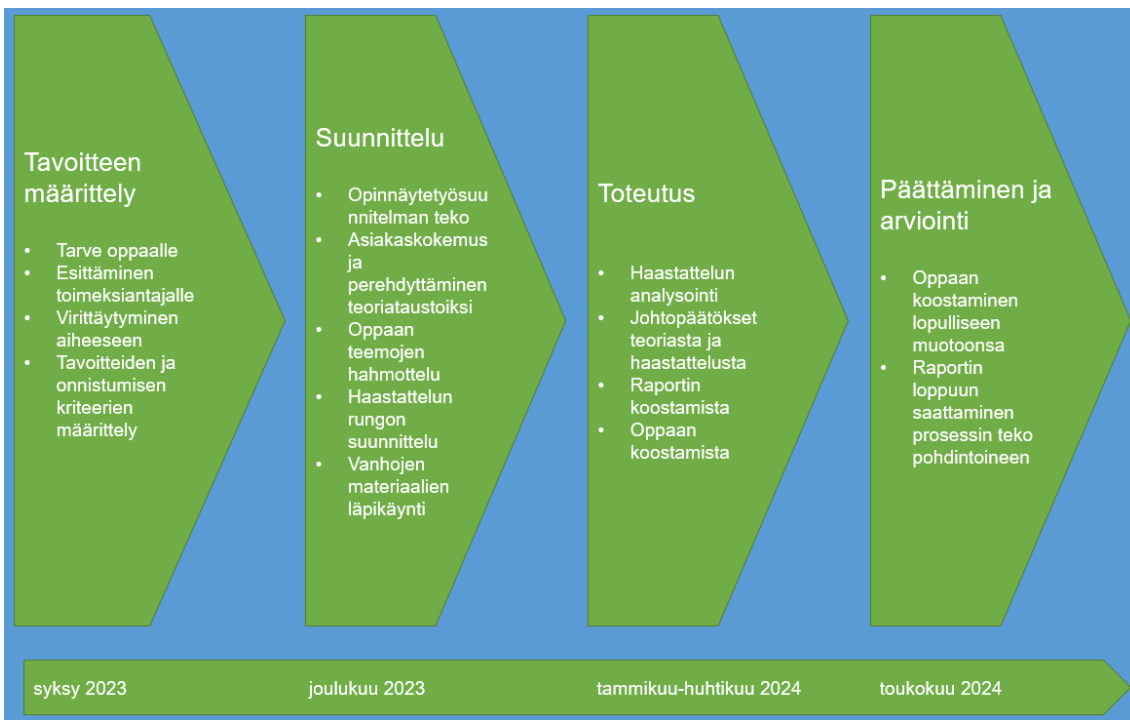 Tavoitteen
määrittely
• Tarve oppaalle
• Esittäminen
toimeksiantajalle
• Virittäytyminen
aiheeseen
• Tavoitteiden ja
onnistumisen
kriteerien
määrittely
Suunnittelu
• Opinnäytetyösuu
nnitelman teko
• Asiakaskokemus
ja
perehdyttäminen
teoriataustoiksi
• Oppaan
teemojen
hahmottelu
• Haastattelun
rungon
suunnittelu
• Vanhojen
materiaalien
läpikäynti
Toteutus
• Haastattelun
analysointi
• Johtopäätökset
teoriasta ja
haastattelusta
• Raportin
koostamista
• Oppaan
koostamista
Päättäminen ja
arviointi
• Oppaan
koostaminen
lopulliseen
muotoonsa
• Raportin
loppuun
saattaminen
prosessin teko
pohdintoineen
syksy 2023
joulukuu 2023
tammikuu-huhtikuu 2024
toukokuu 2024